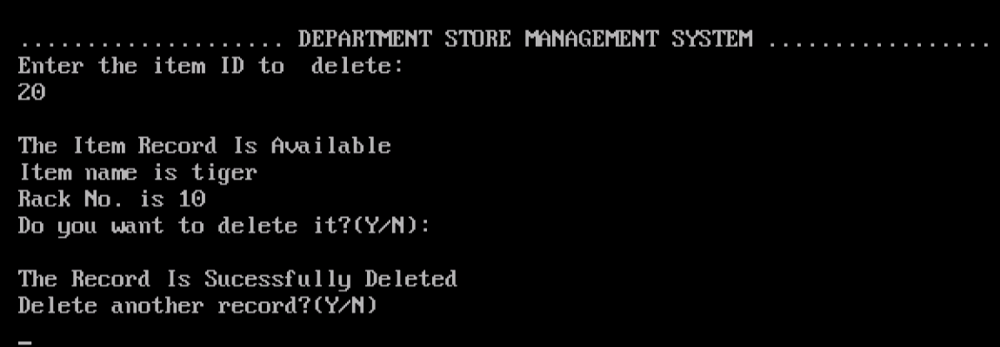 .................... DEPARTMENT STORE MANAGEMENT SYSTEM .................
Enter the item ID to  delete:
20
The Item Record Is Available
Item name is tiger
Rack No. is 10
Do you want to delete it?(Y/N):
The Record Is Sucessfully Deleted
Delete another record?(Y/N)
_